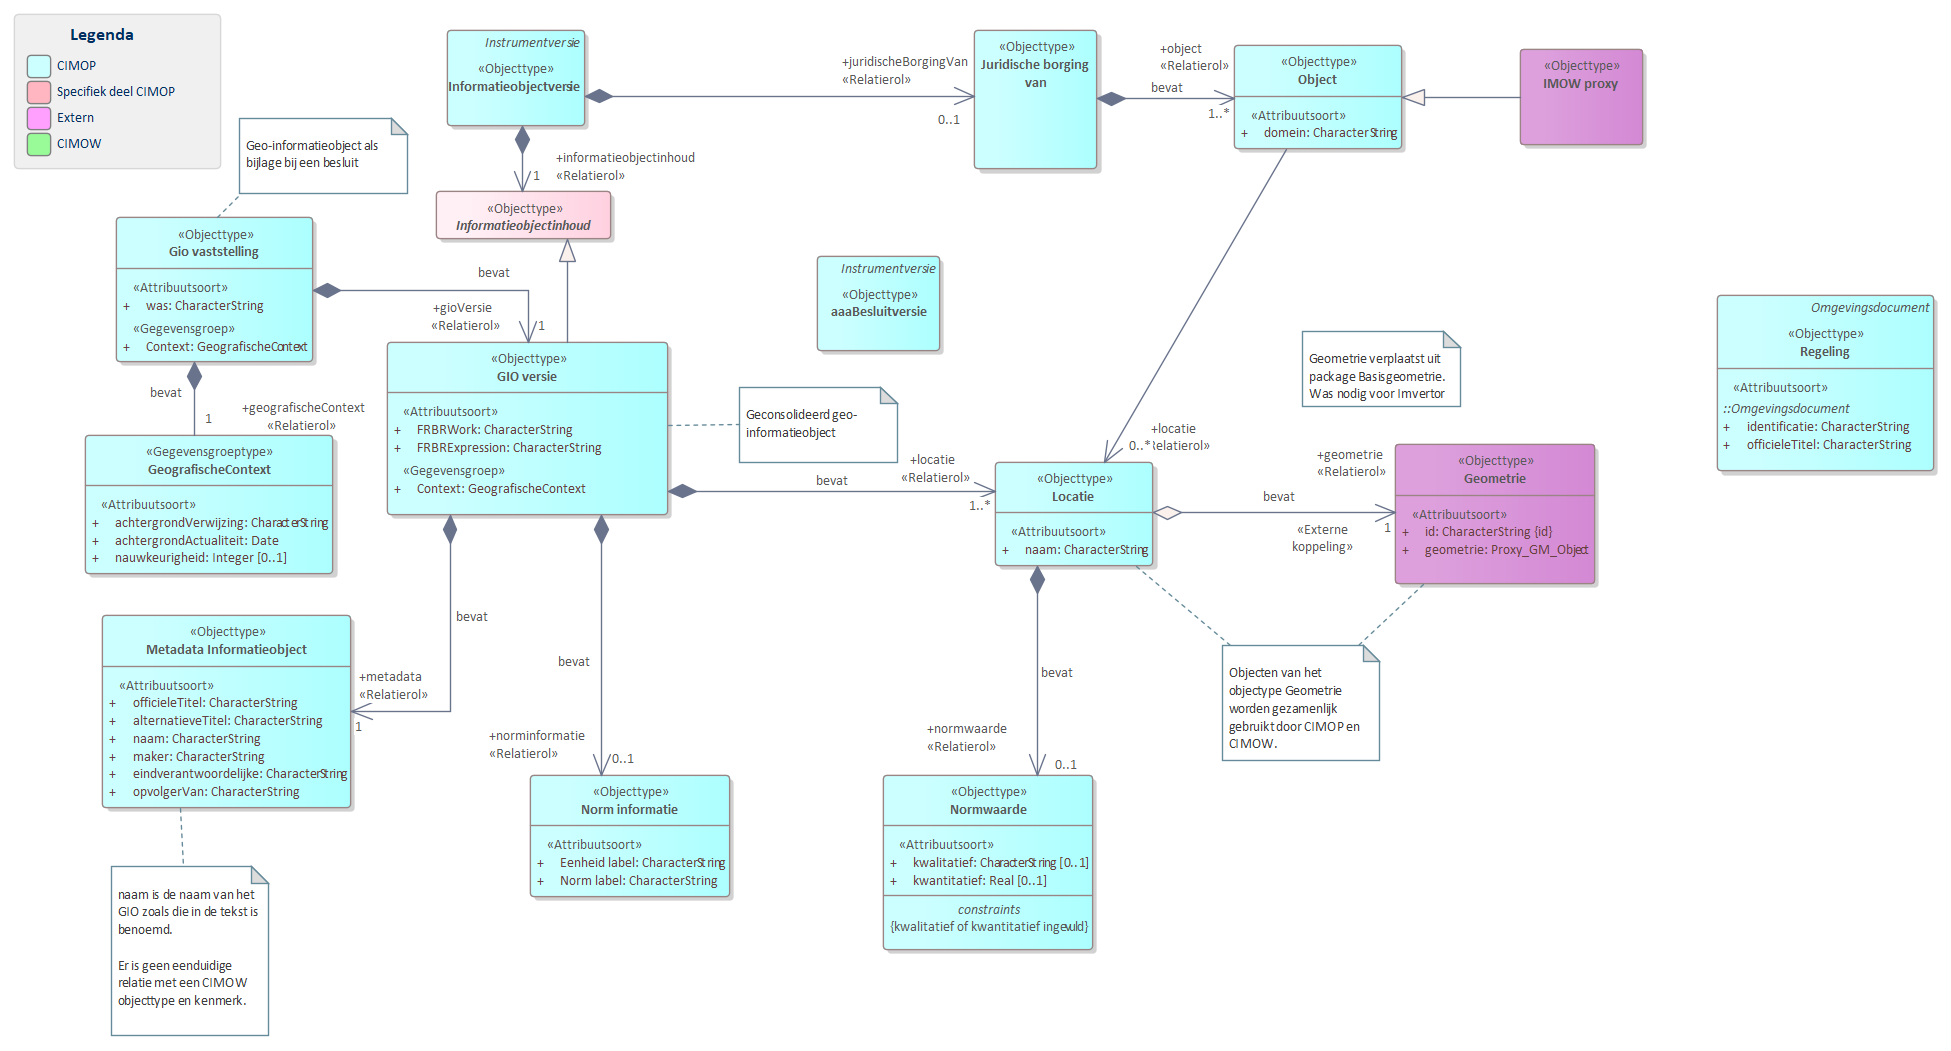 Legenda
CIMOP
Specifiek deel CIMOP
Extern
CIMOW
Instrumentversie
«Objecttype»
Informatieobjectversie
+juridischeBorgingVan
«Relatierol»
0..1
«Objecttype»
Juridische borging
van
+object
«Relatierol»
bevat
1..*
«Objecttype»
Object
«Attribuutsoort»
+ domein: CharacterString
«Objecttype»
IMOW proxy
Geo-informatieobject als
bijlage bij een besluit
+informatieobjectinhoud
«Relatierol»
1
«Objecttype»
Informatieobjectinhoud
«Objecttype»
Gio vaststelling
«Attribuutsoort»
+ was: CharacterString
«Gegevensgroep»
+ Context: GeografischeContext
bevat
+gioVersie
«Relatierol»
1
Instrumentversie
«Objecttype»
aaaBesluitversie
Omgevingsdocument
«Objecttype»
Regeling
«Attribuutsoort»
::Omgevingsdocument
+ identificatie: CharacterString
+ officieleTitel: CharacterString
Geometrie verplaatst uit
package Basisgeometrie.
Was nodig voor Imvertor
bevat
1
+geografischeContext
«Relatierol»
«Gegevensgroeptype»
GeografischeContext
«Attribuutsoort»
+ achtergrondVerwijzing: CharacterString
+ achtergrondActualiteit: Date
+ nauwkeurigheid: Integer [0..1]
«Objecttype»
GIO versie
«Attribuutsoort»
+ FRBRWork: CharacterString
+ FRBRExpression: CharacterString
«Gegevensgroep»
+ Context: GeografischeContext
Geconsolideerd geo-
informatieobject
bevat
+locatie
«Relatierol»
1..*
+locatie
0..*
Relatierol»
«Objecttype»
Locatie
«Attribuutsoort»
+ naam: CharacterString
+geometrie
«Relatierol»
bevat
1
«Externe
koppeling»
«Objecttype»
Geometrie
«Attribuutsoort»
+ id: CharacterString {id}
+ geometrie: Proxy_GM_Object
bevat
+metadata
«Relatierol»
1
«Objecttype»
Metadata Informatieobject
«Attribuutsoort»
+ officieleTitel: CharacterString
+ alternatieveTitel: CharacterString
+ naam: CharacterString
+ maker: CharacterString
+ eindverantwoordelijke: CharacterString
+ opvolgerVan: CharacterString
bevat
+norminformatie
«Relatierol»
0..1
«Objecttype»
Norm informatie
«Attribuutsoort»
+ Eenheid label: CharacterString
+ Norm label: CharacterString
bevat
+normwaarde
«Relatierol»
0..1
«Objecttype»
Normwaarde
«Attribuutsoort»
+ kwalitatief: CharacterString [0..1]
+ kwantitatief: Real [0..1]
constraints
{kwalitatief of kwantitatief ingevuld}
Objecten van het
objectype Geometrie
worden gezamenlijk
gebruikt door CIMOP en
CIMOW.
naam is de naam van het
GIO zoals die in de tekst is
benoemd.
Er is geen eenduidige
relatie met een CIMOW
objecttype en kenmerk.